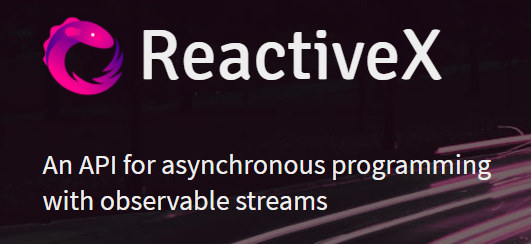 ReactiveX
An API for asynchronous programming
with observable streams